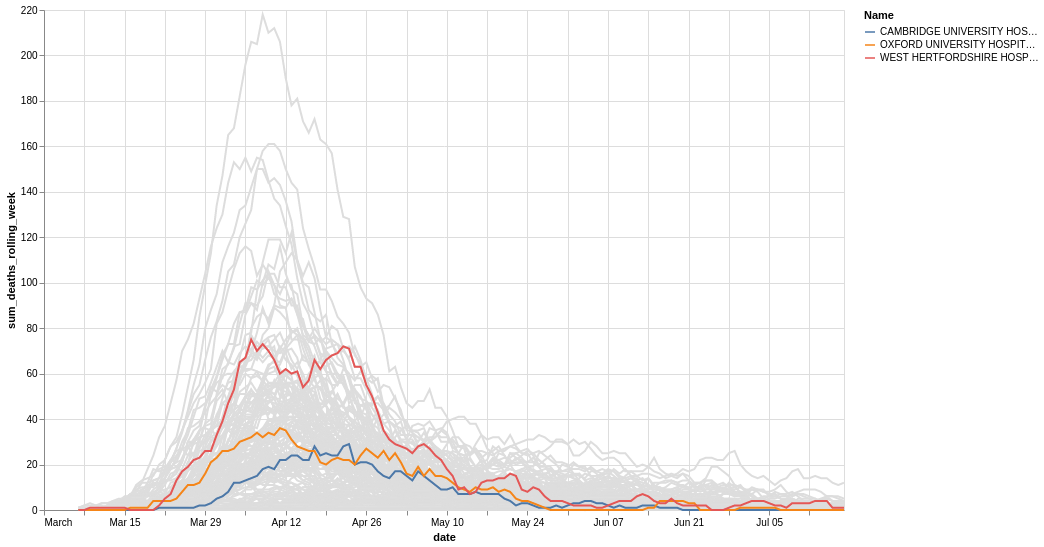 Name
CAMBRIDGE UNIVERSITY HOS…
OXFORD UNIVERSITY HOSPIT…
WEST HERTFORDSHIRE HOSP…
sum_deaths_rolling_week
220
200
180
160
140
120
100
80
60
40
20
0
March Mar 15 Mar 29 Apr 12 Apr 26 May 10 May 24 Jun 07 Jun 21 Jul 05
date